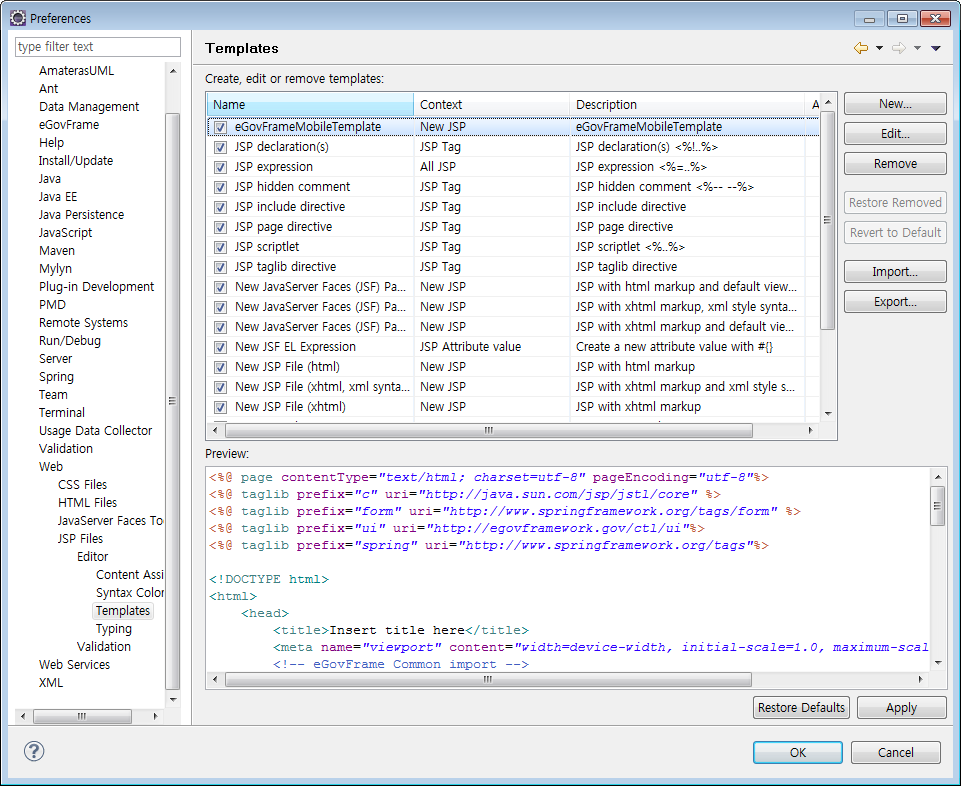 Preferences
type filter text
AmaterasUML
Ant
Data Management
eGovFrame
Help
Install/Update
Java
Java EE
Java Persistence
JavaScript
Maven
Mylyn
Plug-in Development
PMD
Remote Systems
Run/Debug
Server
Spring
Team
Terminal
Usage Data Collector
Validation
Web
CSS Files
HTML Files
JavaServer Faces To
JSP Files
Editor
Content Assi
Syntax Color
Templates
Typing
Validation
Web Services
XML
Templates
Create, edit or remove templates:
Name Context Description A
eGovFrameMobileTemplate New JSP eGovFrameMobileTemplate
JSP declaration(s) JSP Tag JSP declaration(s) <%!..%>
JSP expression All JSP JSP expression <%=..%>
JSP hidden comment JSP Tag JSP hidden comment <%-- --%>
JSP include directive JSP Tag JSP include directive
JSP page directive JSP Tag JSP page directive
JSP scriptlet JSP Tag JSP scriptlet <%..%>
JSP taglib directive JSP Tag JSP taglib directive
New JavaServer Faces (JSF) Pa... New JSP JSP with html markup and default view...
New JavaServer Faces (JSF) Pa... New JSP JSP with xhtml markup, xml style synta...
New JavaServer Faces (JSF) Pa... New JSP JSP with xhtml markup and default vie...
New JSF EL Expression JSP Attribute value Create a new attribute value with #{}
New JSP File (html) New JSP JSP with html markup
New JSP File (xhtml, xml synta... New JSP JSP with xhtml markup and xml style s...
New JSP File (xhtml) New JSP JSP with xhtml markup
New...
Edit...
Remove
Restore Removed
Revert to Default
Import...
Export...
Preview:
<%@ page contentType="text/html; charset=utf-8" pageEncoding="utf-8"%>
<%@ taglib prefix="c" uri="http://java.sun.com/jsp/jstl/core" %>
<%@ taglib prefix="form" uri="http://www.springframework.org/tags/form" %>
<%@ taglib prefix="ui" uri="http://egovframework.gov/ctl/ui"%>
<%@ taglib prefix="spring" uri="http://www.springframework.org/tags"%>
<!DOCTYPE html>
<html>
<head>
<title>Insert title here</title>
<meta name="viewport" content="width=device-width, initial-scale=1.0, maximum-scal
<!-- eGovFrame Common import -->
Restore Defaults Apply
OK Cancel